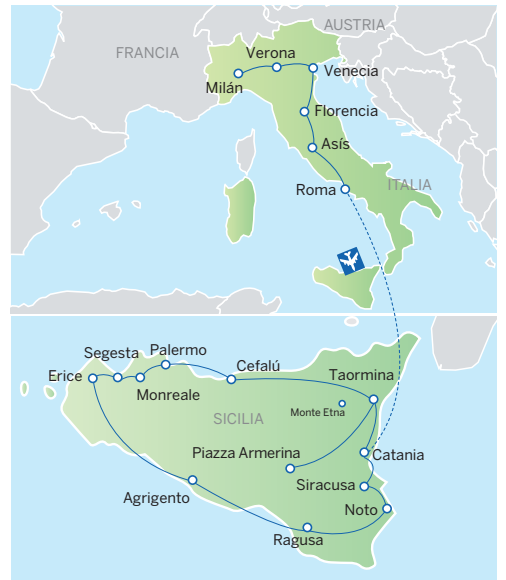 AUSTRIA
FRANCIA
Verona
Venecia
Milán
Florencia
Asís
Roma
ITALIA
Segesta
Palermo
Cefalú
Erice
Monreale
Taormina
Monte Etna
SICILIA
Piazza Armerina
Catania
Siracusa
Agrigento
Noto
Ragusa